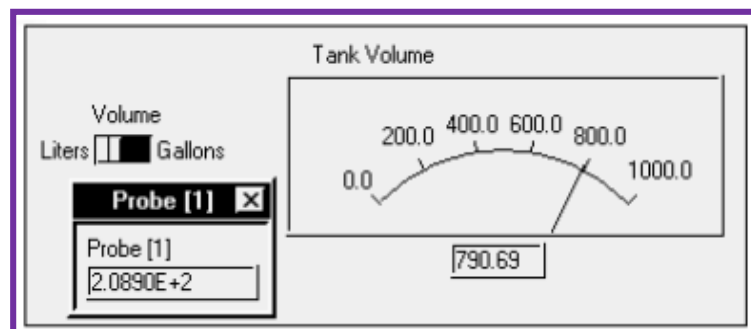 Tank Volume
Volume
Liters Gallons
0.0 200.0 400.0 600.0 800.0 1000.0
790.69
Probe [1]
Probe [1]
2.0890E+2